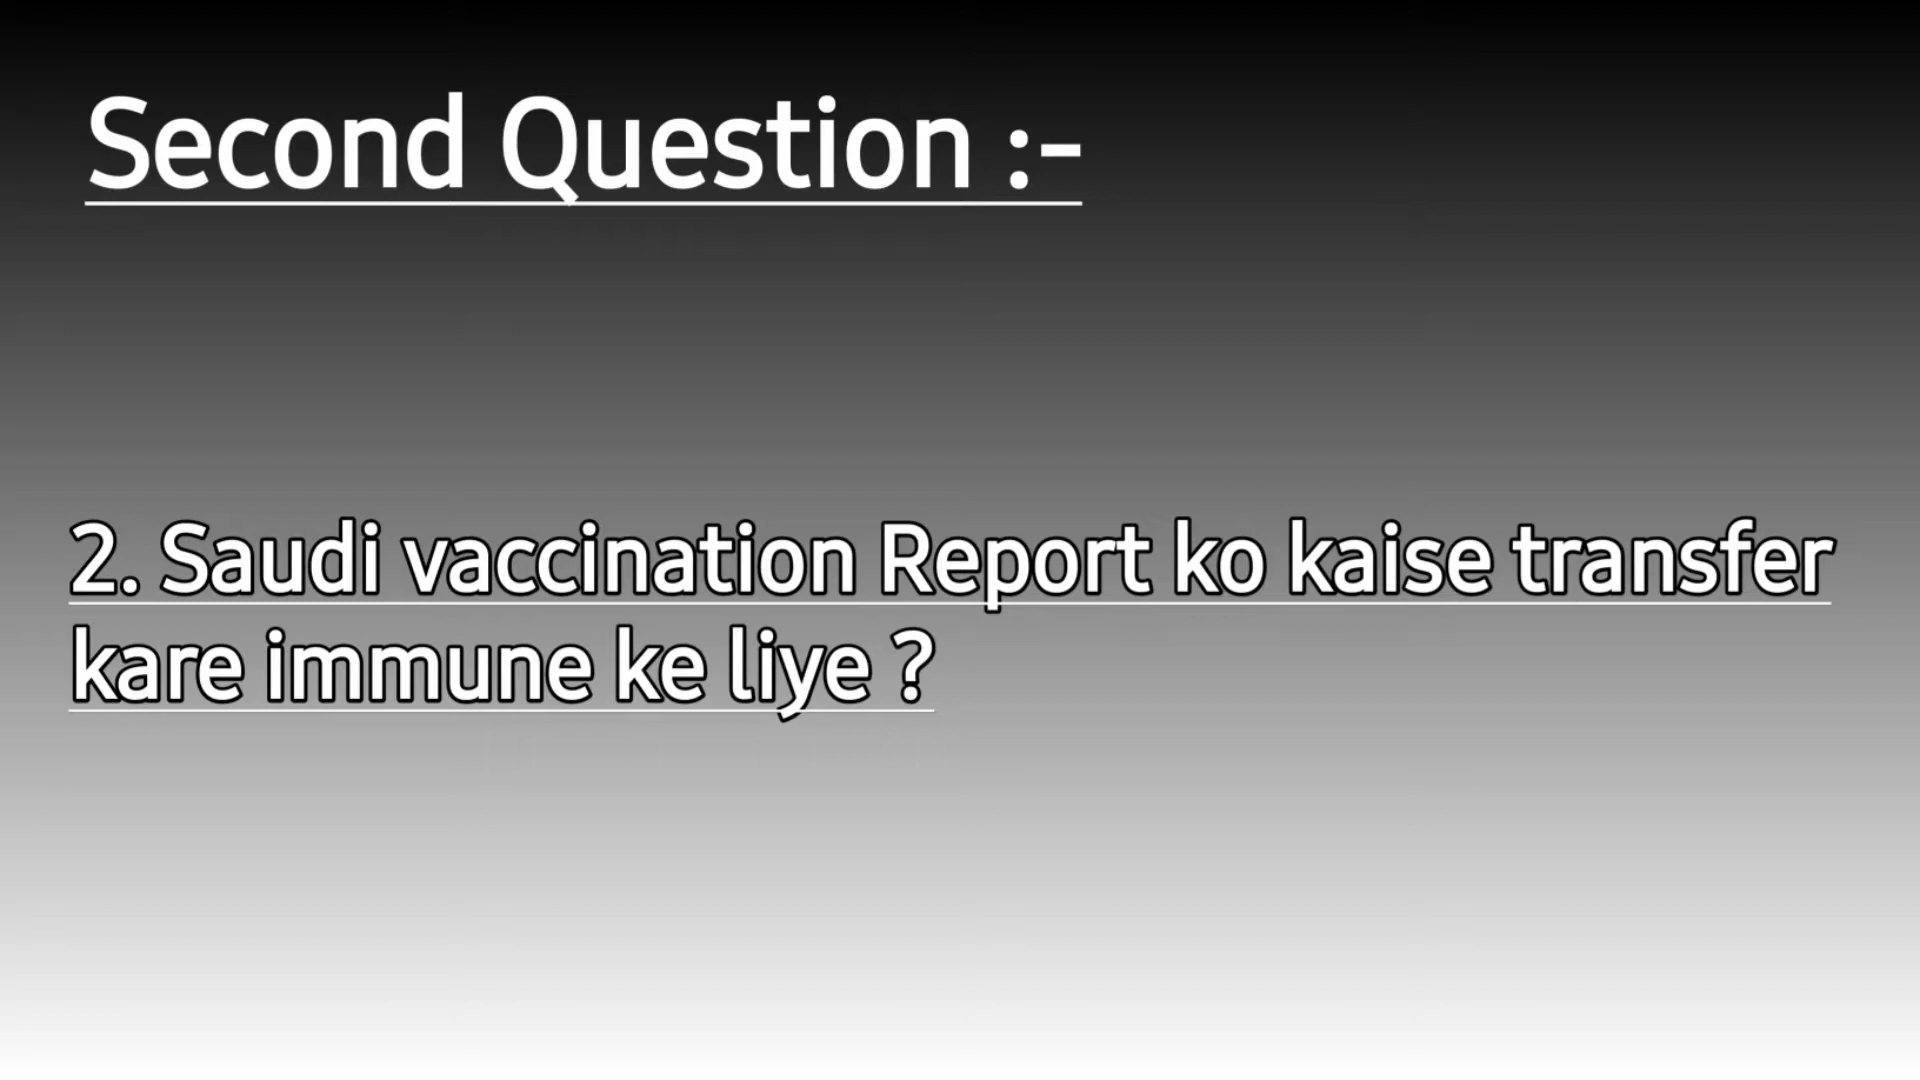 Second Question :-
2. Saudi vaccination Report ko kaise transfer
kare immune ke liye ?